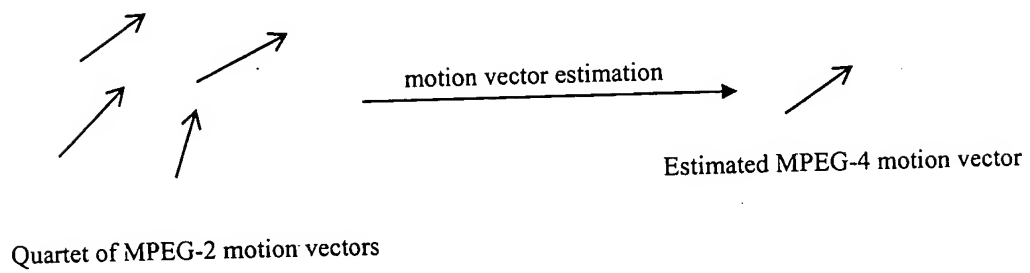 motion vector estimation
Estimated MPEG-4 motion vector
Quartet of MPEG-2 motion vectors